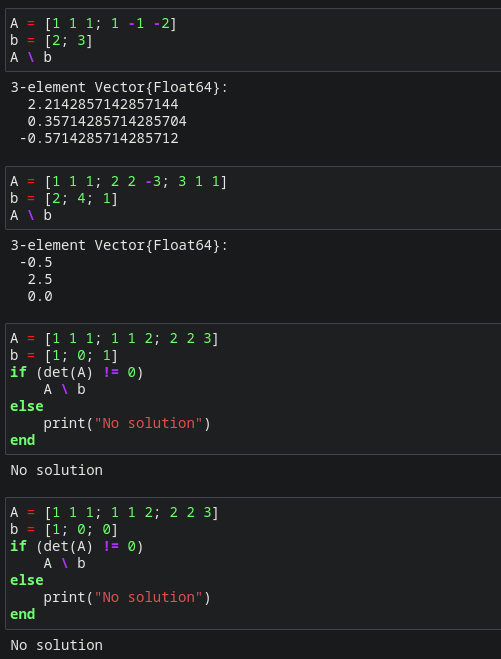 A = [1 1 1; 1 -1 -2]
b = [2; 3]
A \ b
3-element Vector{Float64}:
  2.2142857142857144
  0.35714285714285704
 -0.5714285714285712
A = [1 1 1; 2 2 -3; 3 1 1]
b = [2; 4; 1]
A \ b
3-element Vector{Float64}:
 -0.5
  2.5
  0.0
A = [1 1 1; 1 1 2; 2 2 3]
b = [1; 0; 1]
if (det(A) != 0)
    A \ b
else
    print("No solution")
end
No solution
A = [1 1 1; 1 1 2; 2 2 3]
b = [1; 0; 0]
if (det(A) != 0)
    A \ b
else
    print("No solution")
end
No solution